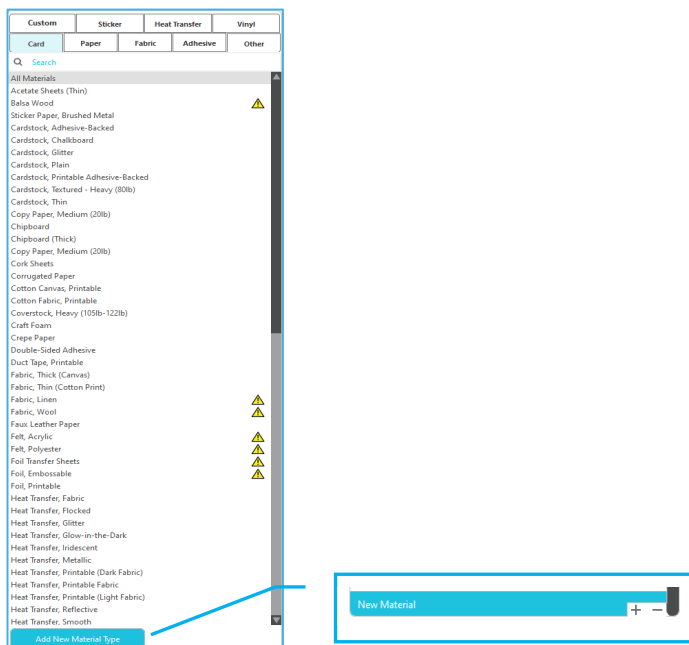 Custom Sticker Heat Transfer Vinyl
Card Paper Fabric Adhesive Other
Search
All Materials
Acetate Sheets (Thin)
Balsa Wood
Sticker Paper, Brushed Metal
Cardstock, Adhesive-Backed
Cardstock, Chalkboard
Cardstock, Glitter
Cardstock, Plain
Cardstock, Printable Adhesive-Backed
Cardstock, Textured - Heavy (80lb)
Cardstock, Thin
Copy Paper, Medium (20lb)
Chipboard
Chipboard (Thick)
Copy Paper, Medium (20lb)
Cork Sheets
Corrugated Paper
Cotton Canvas, Printable
Cotton Fabric, Printable
Coverstock, Heavy (105lb-122lb)
Craft Foam
Crepe Paper
Double-Sided Adhesive
Duct Tape, Printable
Fabric, Thick (Canvas)
Fabric, Thin (Cotton Print)
Fabric, Linen
Fabric, Wool
Faux Leather Paper
Felt, Acrylic
Felt, Polyester
Foil Transfer Sheets
Foil, Embossable
Foil, Printable
Heat Transfer, Fabric
Heat Transfer, Flocked
Heat Transfer, Glitter
Heat Transfer, Glow-in-the-Dark
Heat Transfer, Iridescent
Heat Transfer, Metallic
Heat Transfer, Printable (Dark Fabric)
Heat Transfer, Printable Fabric
Heat Transfer, Printable (Light Fabric)
Heat Transfer, Reflective
Heat Transfer, Smooth
Add New Material Type
New Material
+ −